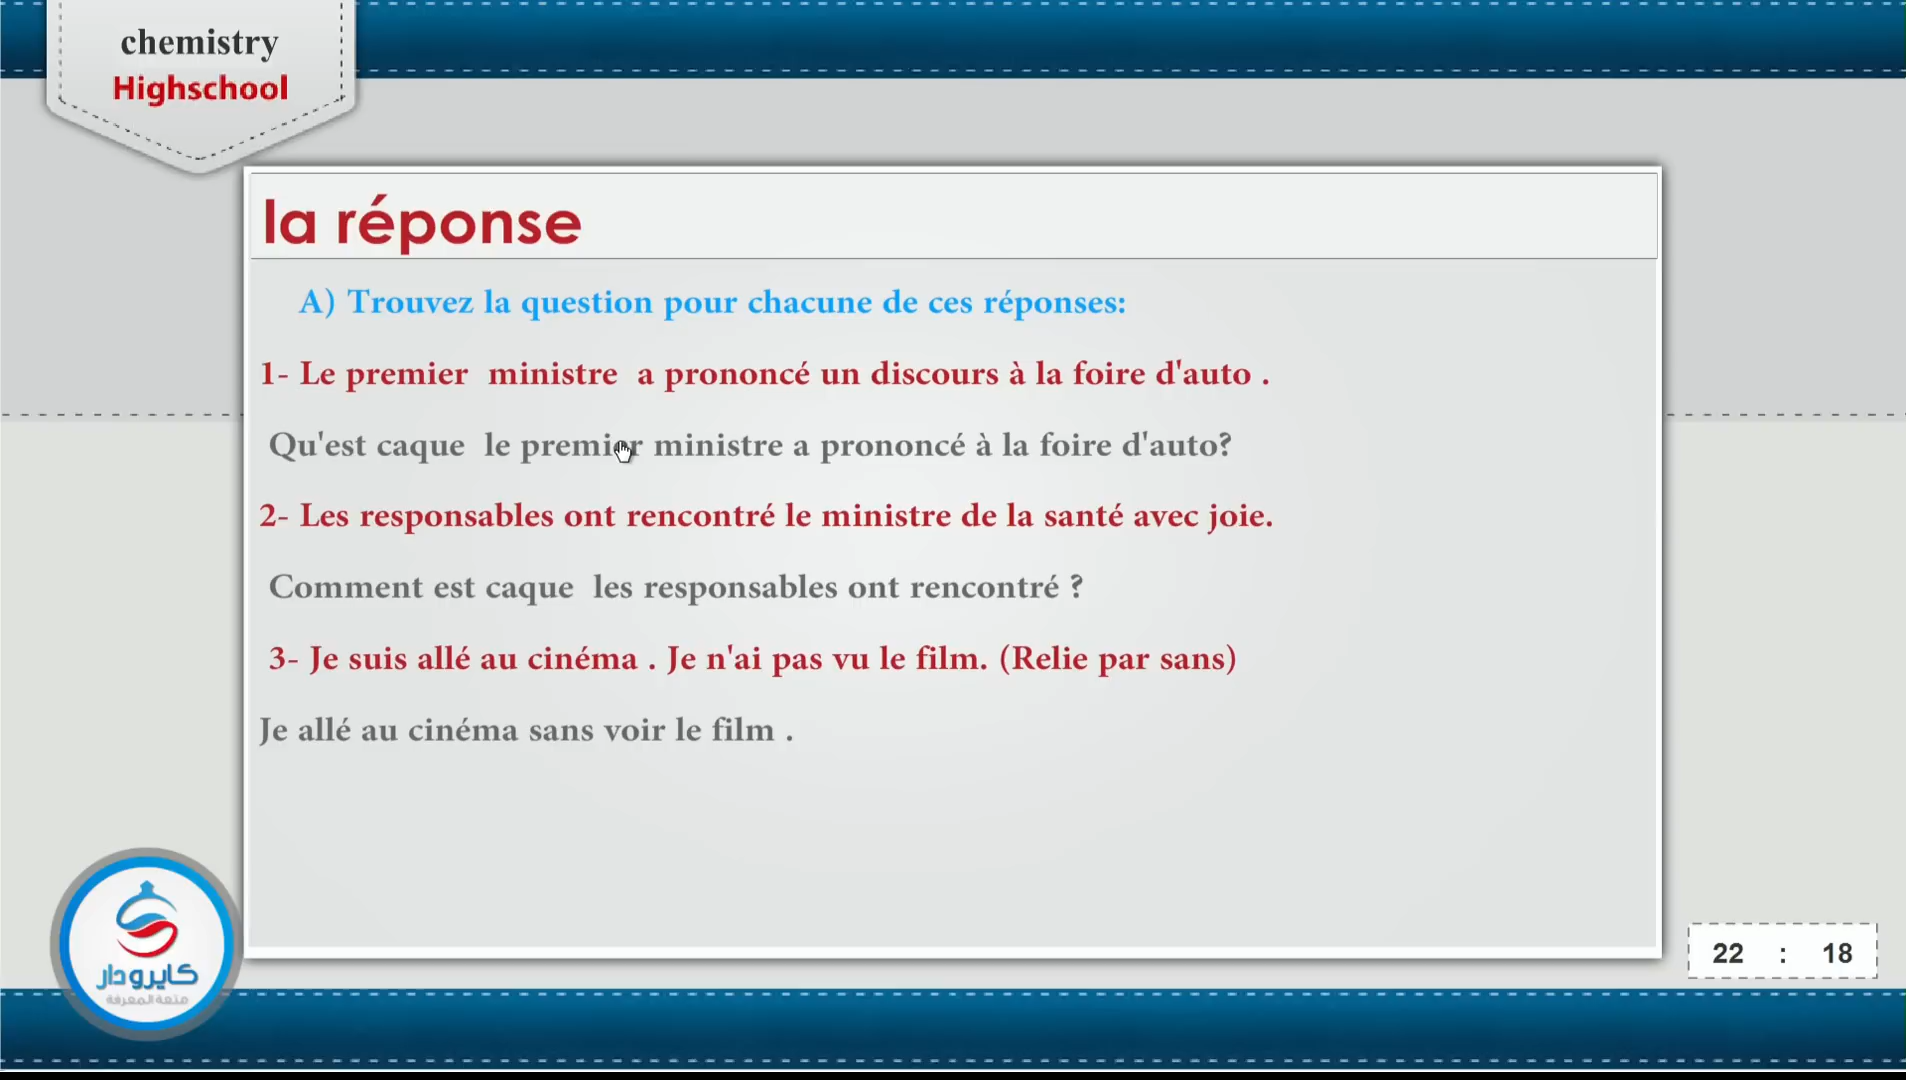 chemistry
Highschool
la réponse
A) Trouvez la question pour chacune de ces réponses:
1- Le premier ministre a prononcé un discours à la foire d'auto .
Qu'est caque le premier ministre a prononcé à la foire d'auto?
2- Les responsables ont rencontré le ministre de la santé avec joie.
Comment est caque les responsables ont rencontré ?
3- Je suis allé au cinéma . Je n'ai pas vu le film. (Relie par sans)
Je allé au cinéma sans voir le film .
كايرودار
متعة المعرفة
22 : 18